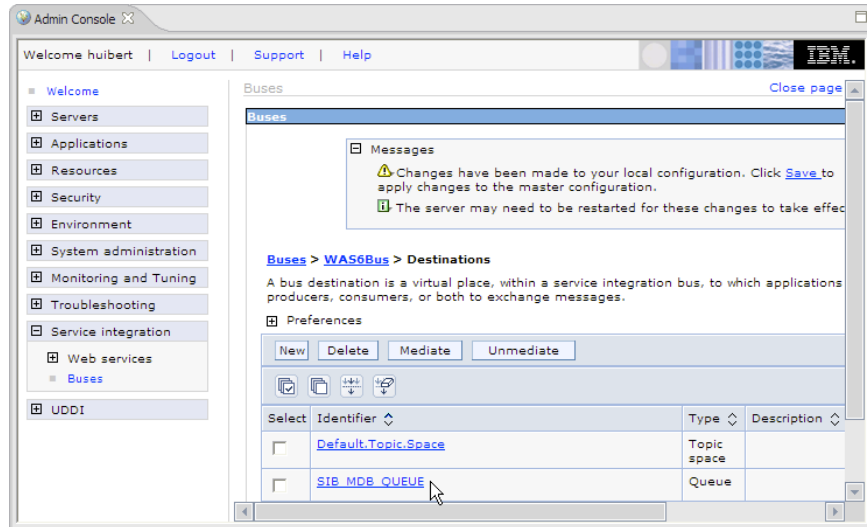 Admin Console
Welcome huibert | Logout | Support | Help
IBM.
Welcome
Servers
Applications
Resources
Security
Environment
System administration
Monitoring and Tuning
Troubleshooting
Service integration
Web services
Buses
UDDI
Buses
Close page
Buses
Messages
Changes have been made to your local configuration. Click Save to
apply changes to the master configuration.
The server may need to be restarted for these changes to take effec
Buses > WAS6Bus > Destinations
A bus destination is a virtual place, within a service integration bus, to which applications
producers, consumers, or both to exchange messages.
Preferences
New Delete Mediate Unmediate
Select Identifier Type Description
Default.Topic.Space Topic
space
SIB_MDB_QUEUE Queue